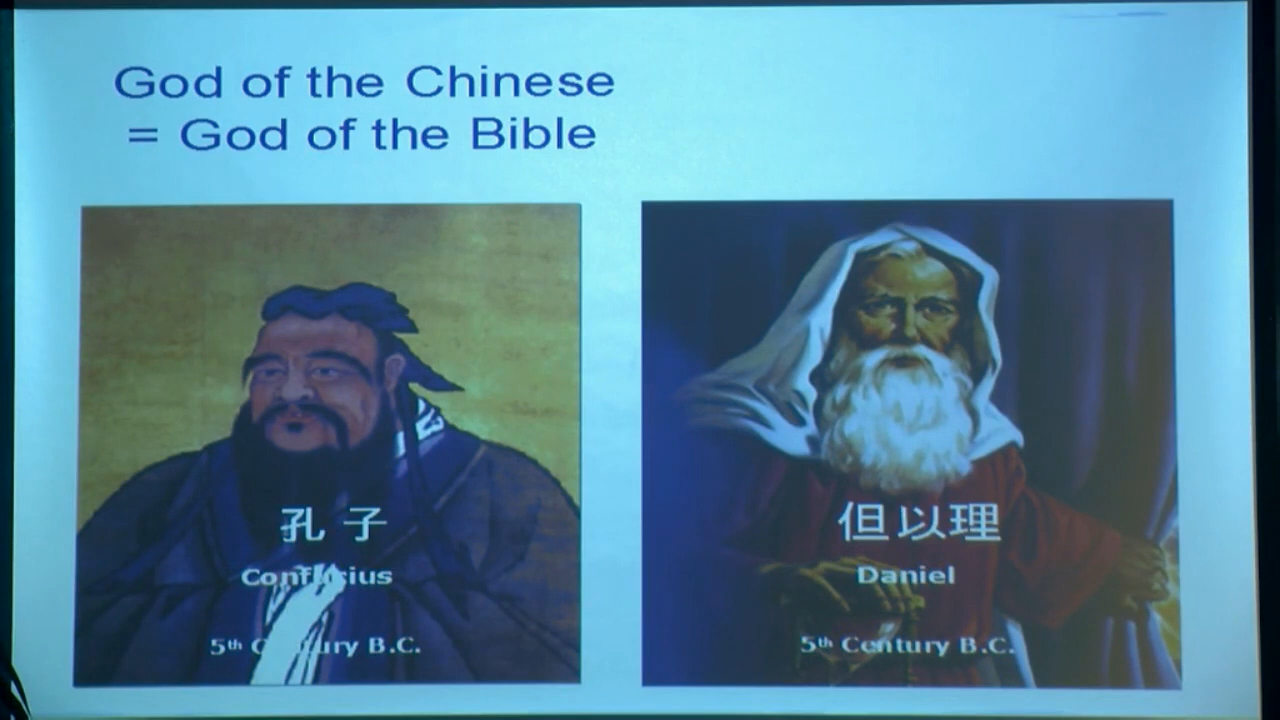 God of the Chinese
= God of the Bible
孔子
Confucius
5th Century B.C.
但以理
Daniel
5th Century B.C.